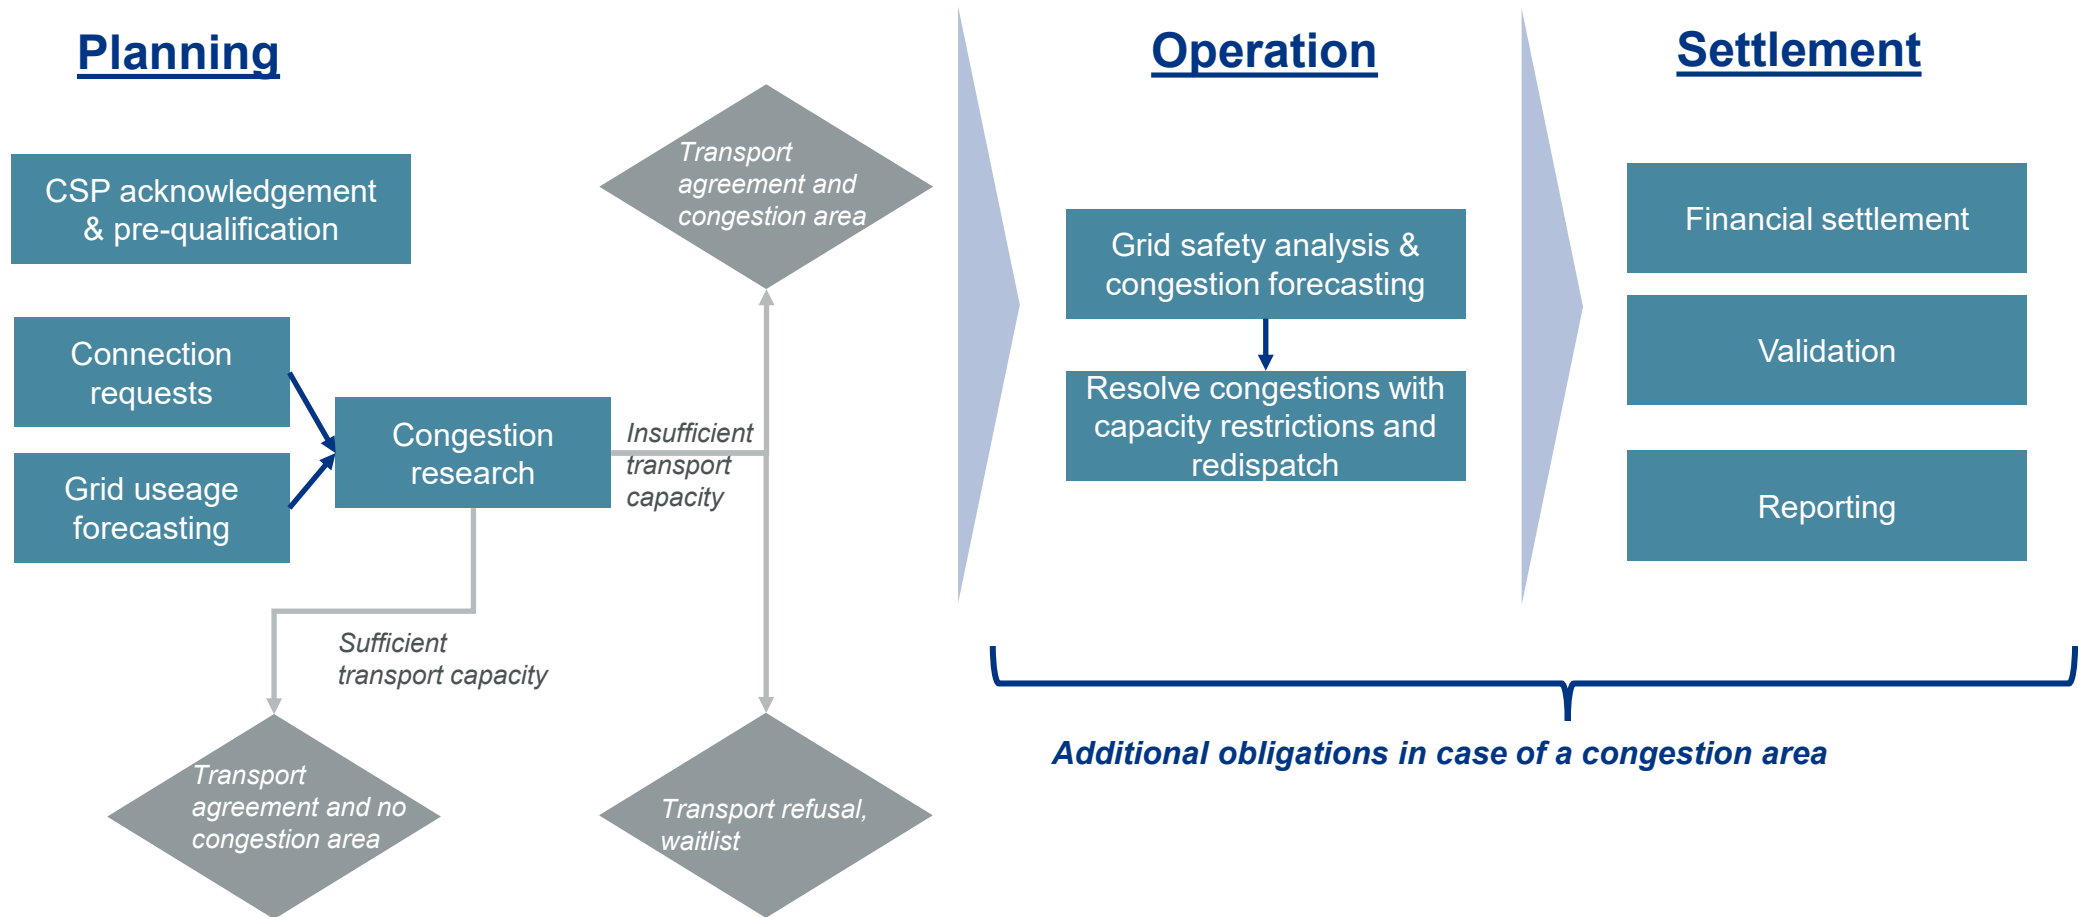 Planning
CSP acknowledgement
& pre-qualification
Connection
requests
Grid useage
forecasting
Congestion
research
Insufficient
transport
capacity
Sufficient
transport capacity
Transport
agreement and
congestion area
Transport
agreement and no
congestion area
Transport refusal,
waitlist
Operation
Grid safety analysis &
congestion forecasting
Resolve congestions with
capacity restrictions and
redispatch
Settlement
Financial settlement
Validation
Reporting
Additional obligations in case of a congestion area